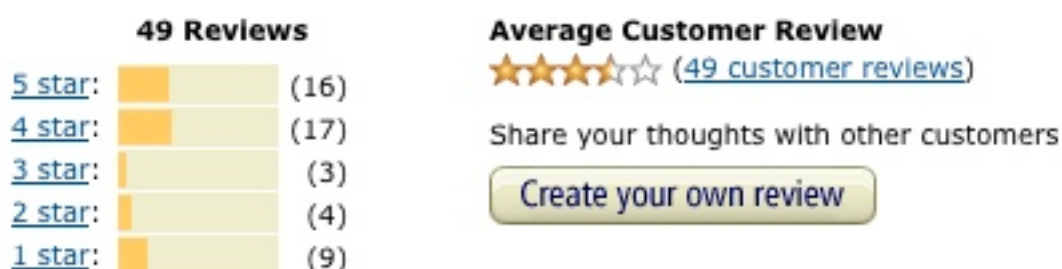 49 Reviews
5 star: (16)
4 star: (17)
3 star: (3)
2 star: (4)
1 star: (9)
Average Customer Review
(49 customer reviews)
Share your thoughts with other customers
Create your own review